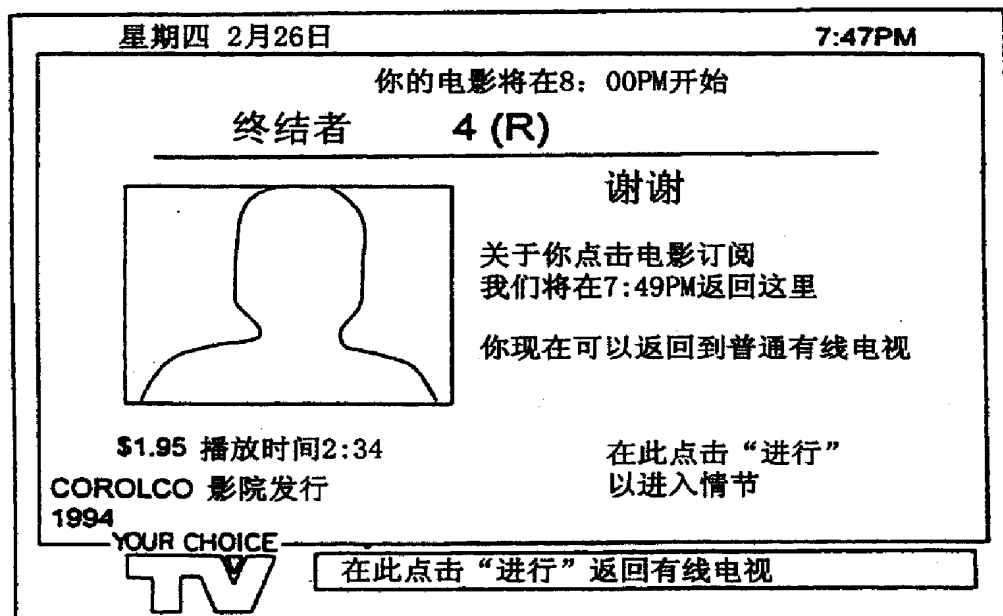 星期四 2月26日 7:47PM
你的电影将在8：00PM开始
终结者 4 (R)
谢谢
关于你点击电影订阅
我们将在7:49PM返回这里
你现在可以返回到普通有线电视
$1.95 播放时间2:34
COROLCO 影院发行
1994
在此点击“进行”
以进入情节
YOUR CHOICE
TV
在此点击“进行”返回有线电视